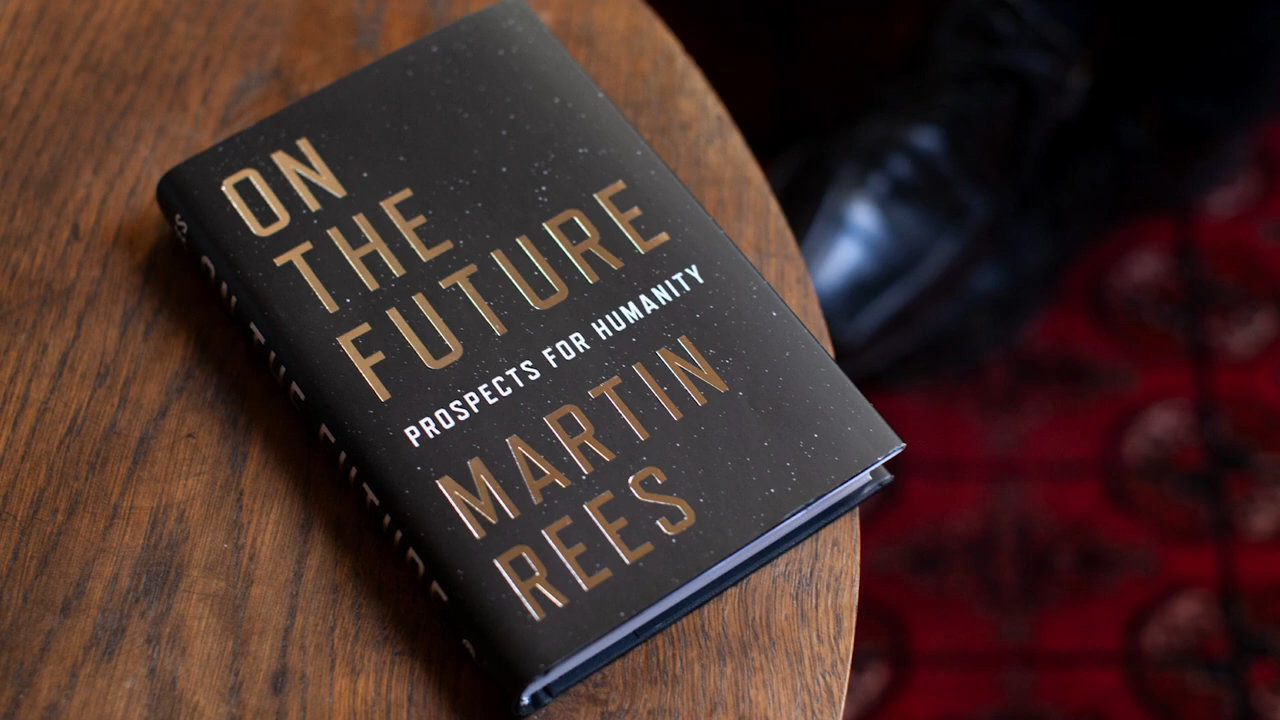 ON
THE
FUTURE
PROSPECTS FOR HUMANITY
MARTIN
REES